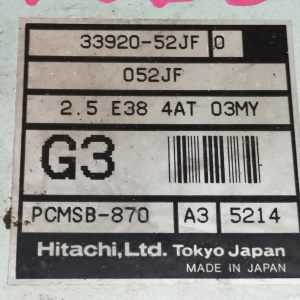 33920-52JF 0
052JF
2.5 E38 4AT 03MY
G3
PCMSB-870 A3 5214
Hitachi,Ltd. Tokyo Japan
MADE IN JAPAN